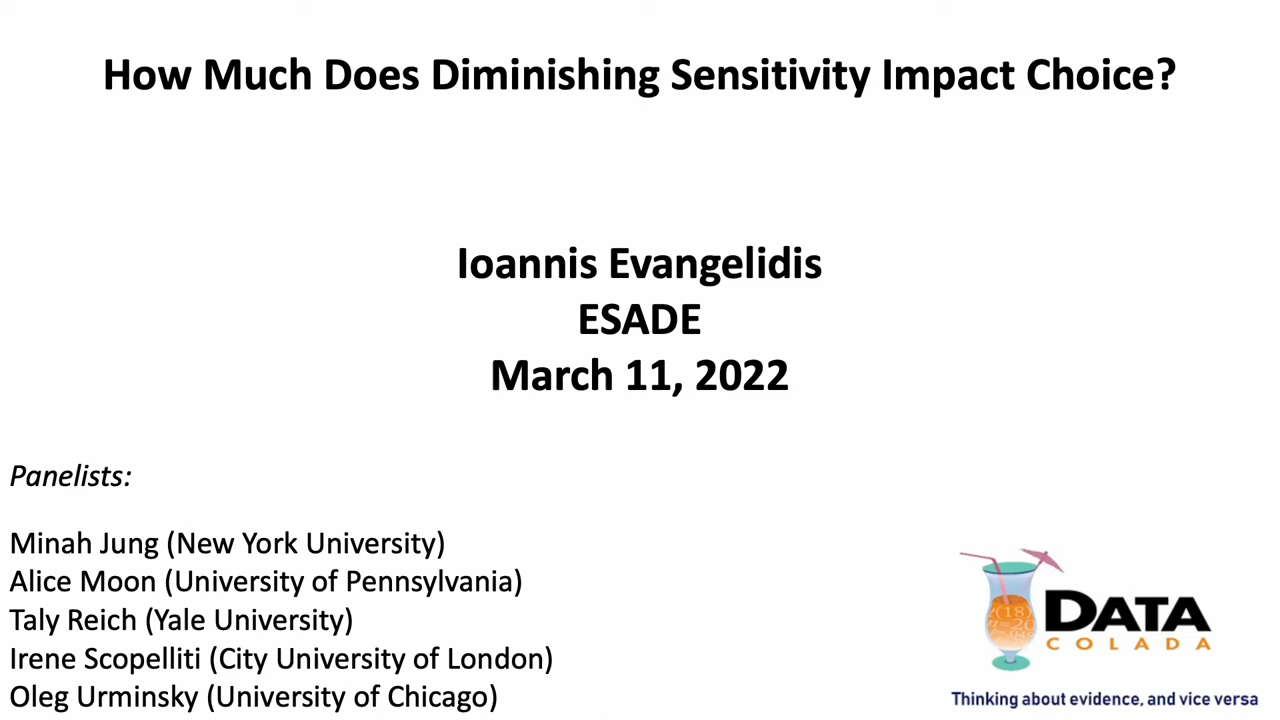 How Much Does Diminishing Sensitivity Impact Choice?
Ioannis Evangelidis
ESADE
March 11, 2022
Panelists:
Minah Jung (New York University)
Alice Moon (University of Pennsylvania)
Taly Reich (Yale University)
Irene Scopelliti (City University of London)
Oleg Urminsky (University of Chicago)
DATA
COLADA
Thinking about evidence, and vice versa